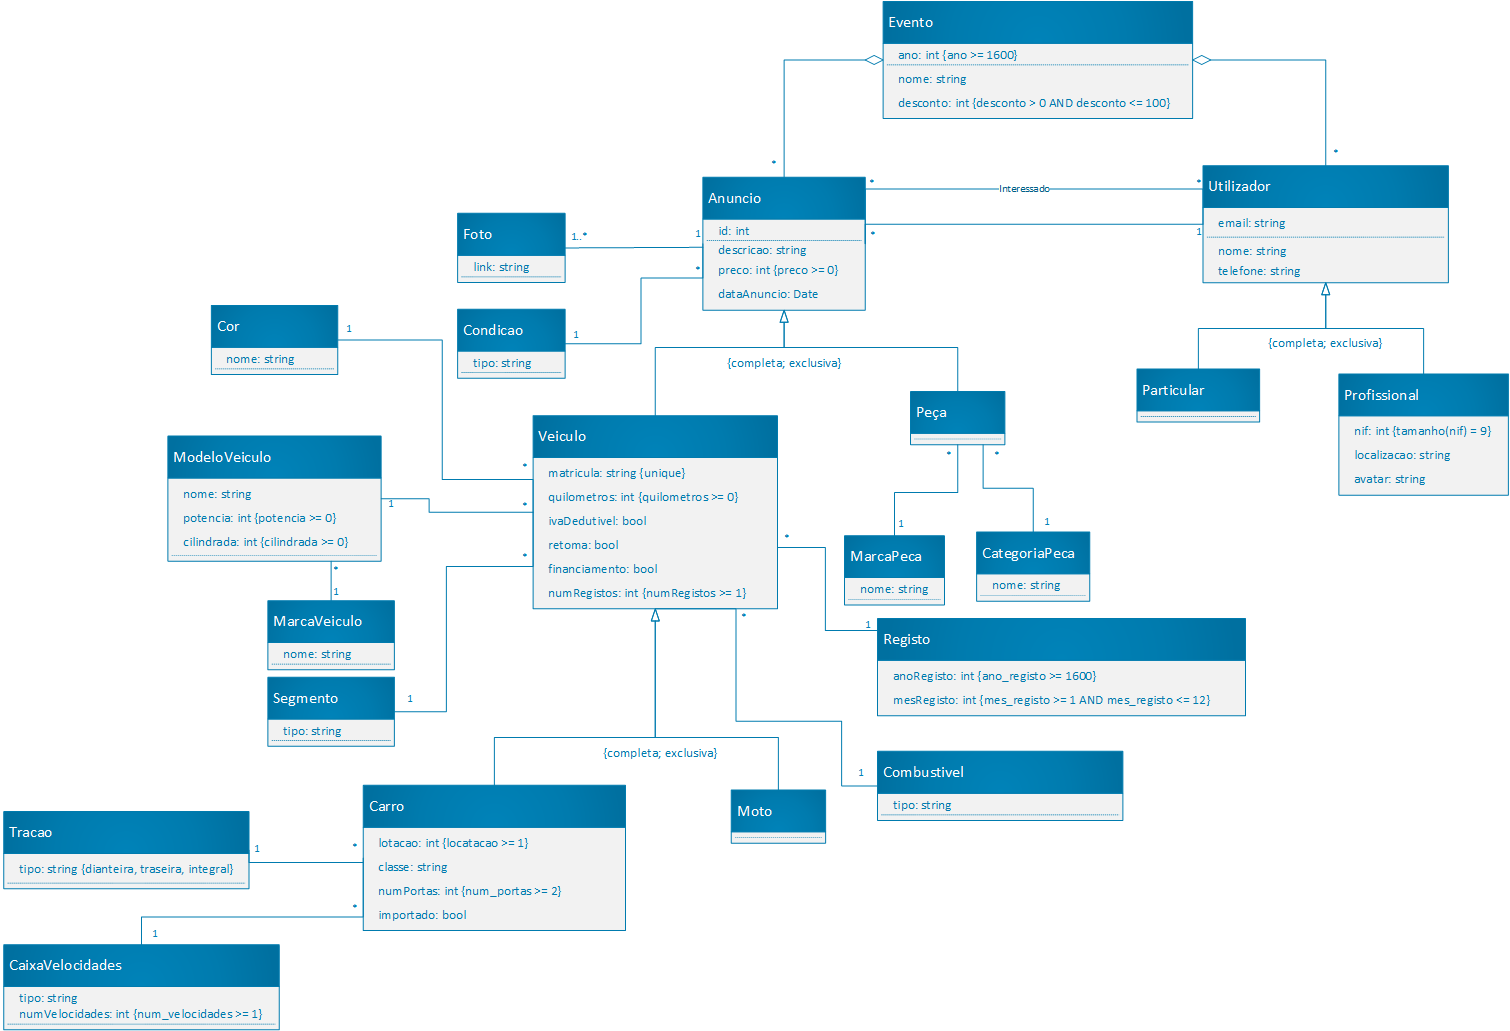 Evento
ano: int {ano >= 1600}
nome: string
desconto: int {desconto > 0 AND desconto <= 100}
*
*
Anuncio
id: int
descricao: string
preco: int {preco >= 0}
dataAnuncio: Date
*
Interessado
*
*
1
Utilizador
email: string
nome: string
telefone: string
Foto
link: string
1..*
1
Condicao
tipo: string
1
*
Cor
nome: string
1
{completa; exclusiva}
{completa; exclusiva}
Particular
Profissional
nif: int {tamanho(nif) = 9}
localizacao: string
avatar: string
Peça
*
*
Veiculo
matricula: string {unique}
quilometros: int {quilometros >= 0}
ivaDedutivel: bool
retoma: bool
financiamento: bool
numRegistos: int {numRegistos >= 1}
*
*
*
*
*
ModeloVeiculo
nome: string
potencia: int {potencia >= 0}
cilindrada: int {cilindrada >= 0}
1
*
1
MarcaVeiculo
nome: string
1
MarcaPeca
nome: string
1
CategoriaPeca
nome: string
Segmento
tipo: string
1
1
Registo
anoRegisto: int {ano_registo >= 1600}
mesRegisto: int {mes_registo >= 1 AND mes_registo <= 12}
{completa; exclusiva}
1
Combustivel
tipo: string
Carro
lotacao: int {locatacao >= 1}
classe: string
numPortas: int {num_portas >= 2}
importado: bool
Moto
Tracao
tipo: string {dianteira, traseira, integral}
1
*
*
1
CaixaVelocidades
tipo: string
numVelocidades: int {num_velocidades >= 1}